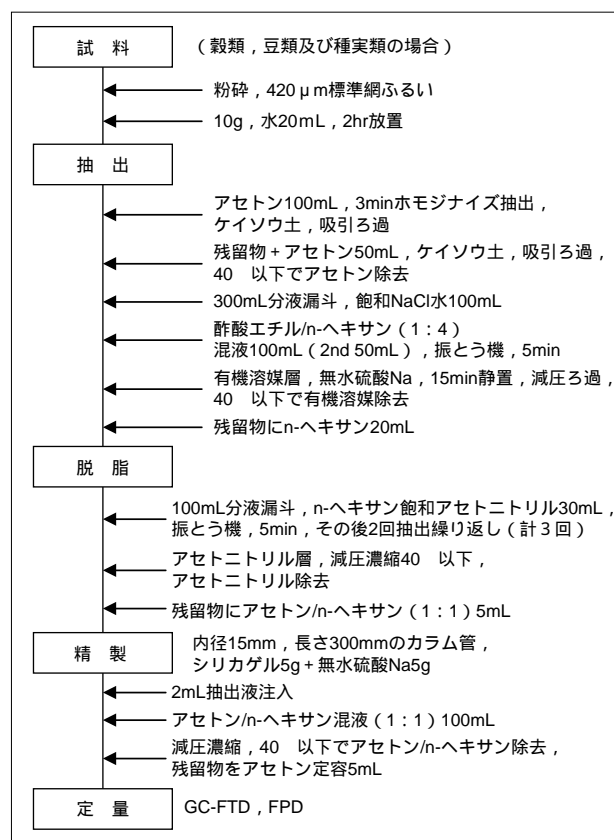 試 料 （穀類，豆類及び種実類の場合）
粉砕，420μm標準網ふるい
10g，水20mL，2hr放置
抽 出
アセトン100mL，3minホモジナイズ抽出，
ケイソウ土，吸引ろ過
残留物＋アセトン50mL，ケイソウ土，吸引ろ過，
40　以下でアセトン除去
300mL分液漏斗，飽和NaCl水100mL
酢酸エチル/n-ヘキサン（1：4）
混液100mL（2nd 50mL），振とう機，5min
有機溶媒層，無水硫酸Na，15min静置，減圧ろ過，
40　以下で有機溶媒除去
残留物にn-ヘキサン20mL
脱 脂
100mL分液漏斗，n-ヘキサン飽和アセトニトリル30mL，
振とう機，5min，その後2回抽出繰り返し（計３回）
アセトニトリル層，減圧濃縮40　以下，
アセトニトリル除去
残留物にアセトン/n-ヘキサン（1：1）5mL
精 製 内径15mm，長さ300mmのカラム管，
シリカゲル5g＋無水硫酸Na5g
2mL抽出液注入
アセトン/n-ヘキサン混液（1：1）100mL
減圧濃縮，40　以下でアセトン/n-ヘキサン除去，
残留物をアセトン定容5mL
定 量 GC-FTD，FPD